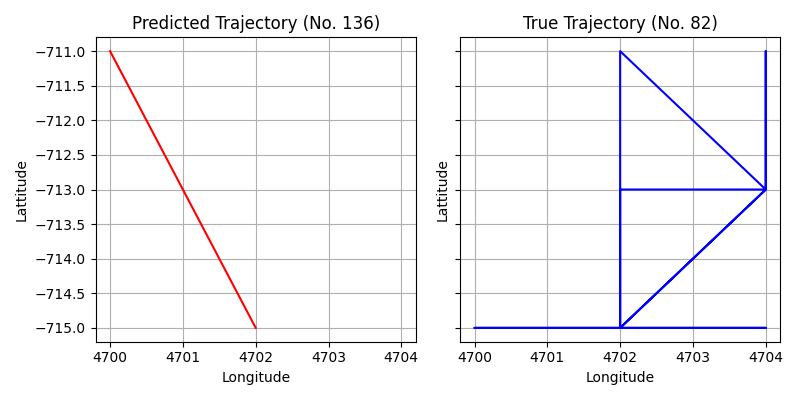 Predicted Trajectory (No. 136)
−711.0
−711.5
−712.0
−712.5
−713.0
−713.5
−714.0
−714.5
−715.0
Lattitude
4700 4701 4702 4703 4704
Longitude
True Trajectory (No. 82)
Lattitude
4700 4701 4702 4703 4704
Longitude